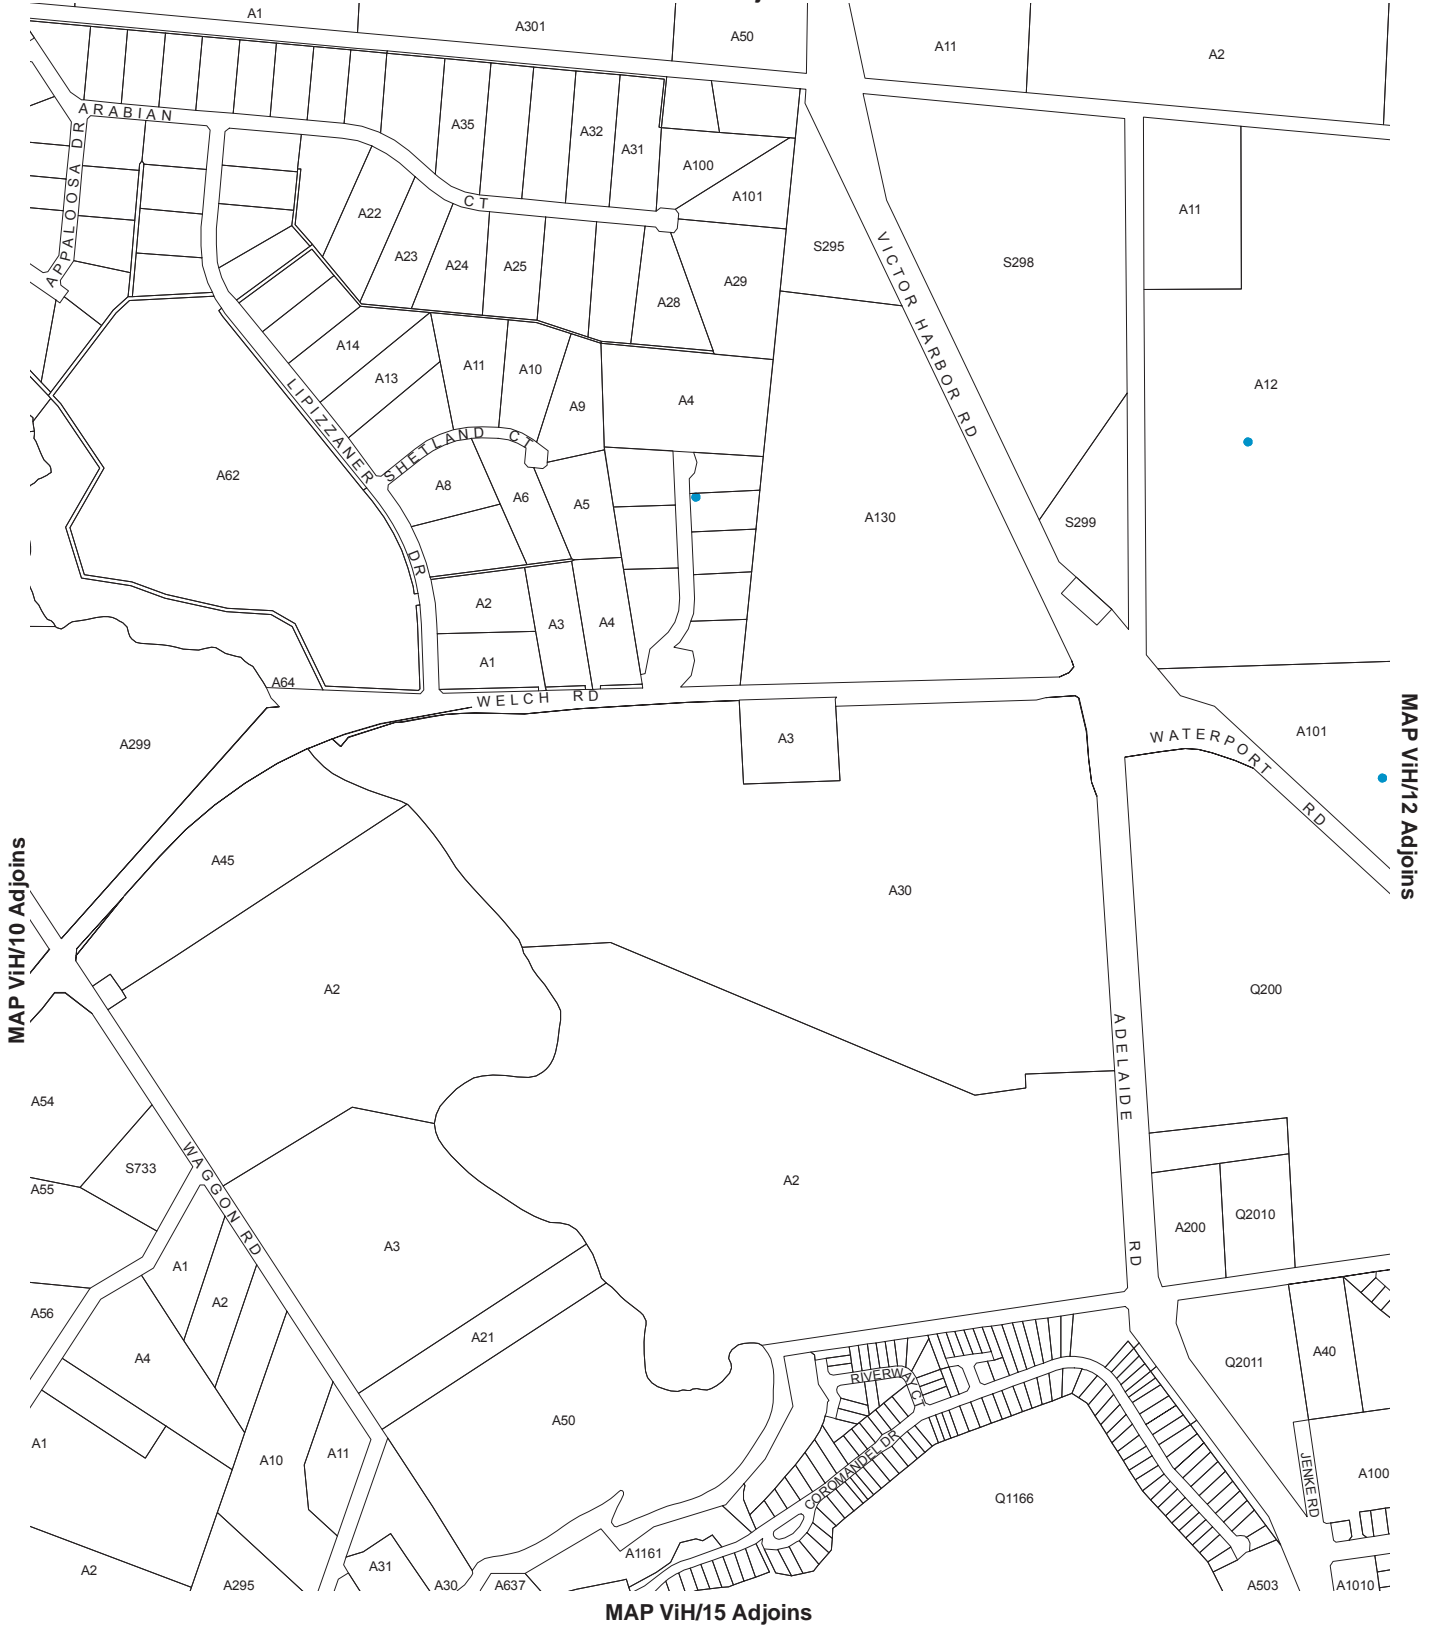 A1
A301
A50
A11
A2
ARABIAN
CT
APPALOOSA DR
A35
A32
A31
A100
A101
A11
A22
A23
A24
A25
A28
A29
S295
S298
VICTOR HARBOR RD
A14
A13
A11
A10
A9
A4
A12
LIPIZZANER
DR
SHETLAND CT
A62
A8
A6
A5
A130
S299
A2
A3
A4
A1
A64
WELCH RD
A299
A3
WATERPORT
RD
A101
MAP ViH/12 Adjoins
MAP ViH/10 Adjoins
A45
A30
A2
Q200
ADELAIDE
RD
A54
S733
A55
WAGGON RD
A2
A200
Q2010
A3
A1
A2
A56
A4
A21
Q2011
A40
RIVERWAY C
A50
A1
A10
A11
COROMANDEL DR
Q1166
JENKE RD
A100
A1161
A2
A295
A31
A30
A637
A503
A1010
MAP ViH/15 Adjoins